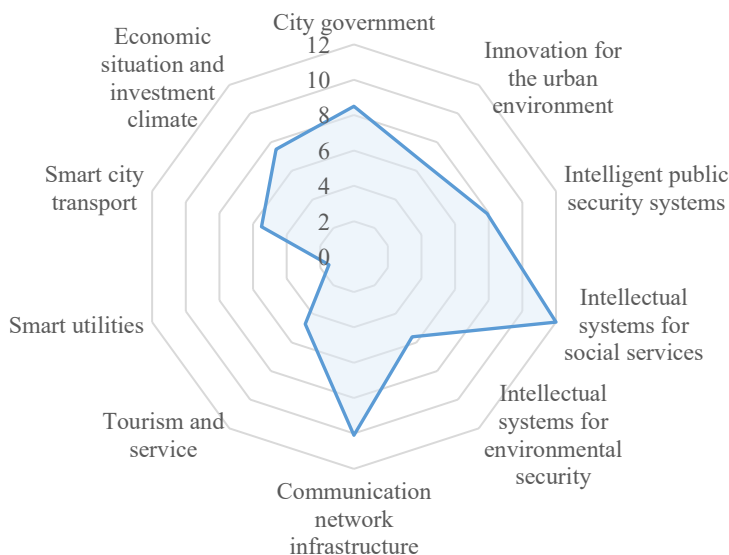 City government
12
10
8
6
4
2
0
Innovation for
the urban
environment
Intelligent public
security systems
Intellectual
systems for
social services
Intellectual
systems for
environmental
security
Communication
network
infrastructure
Tourism and
service
Smart utilities
Smart city
transport
Economic
situation and
investment
climate